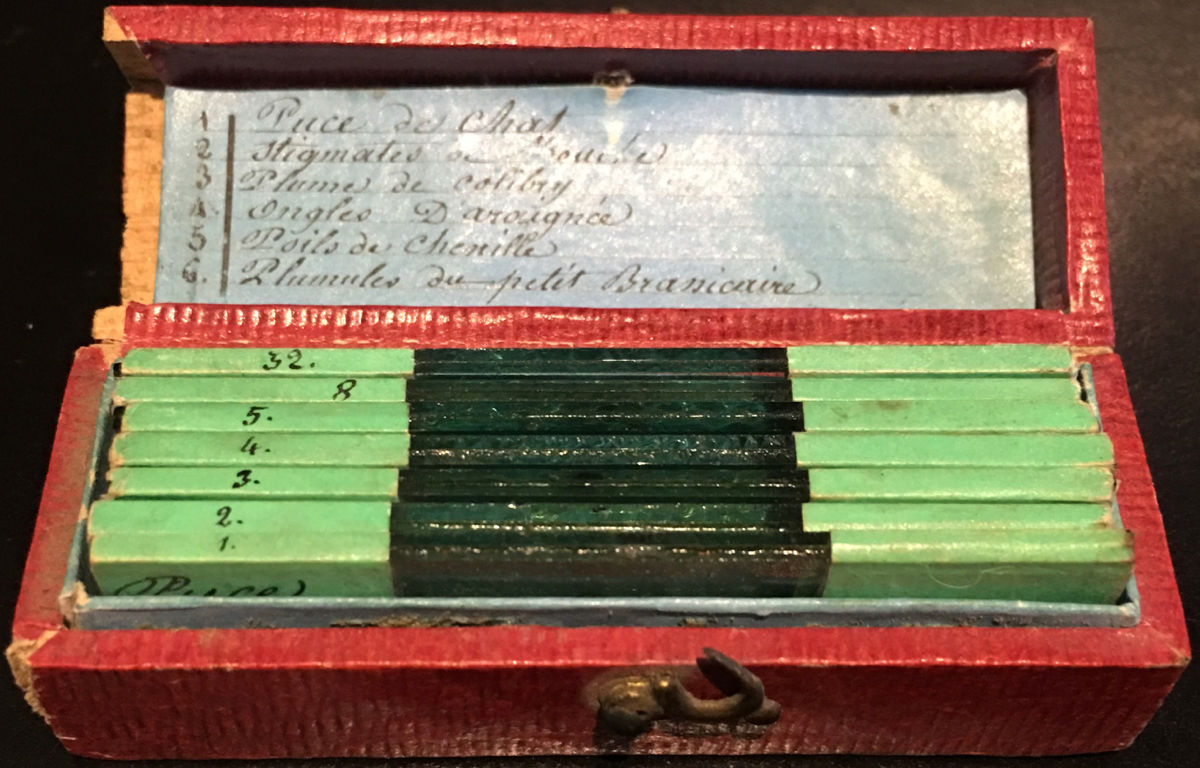 1 Puce de Chat
2 Stigmates
3 Plume de colibry
4. Ongles D'araignée
5 Poils de Chenille
6. Plumules du petit Branicaire
32.
8
5.
4.
3.
2.
1.
Puce